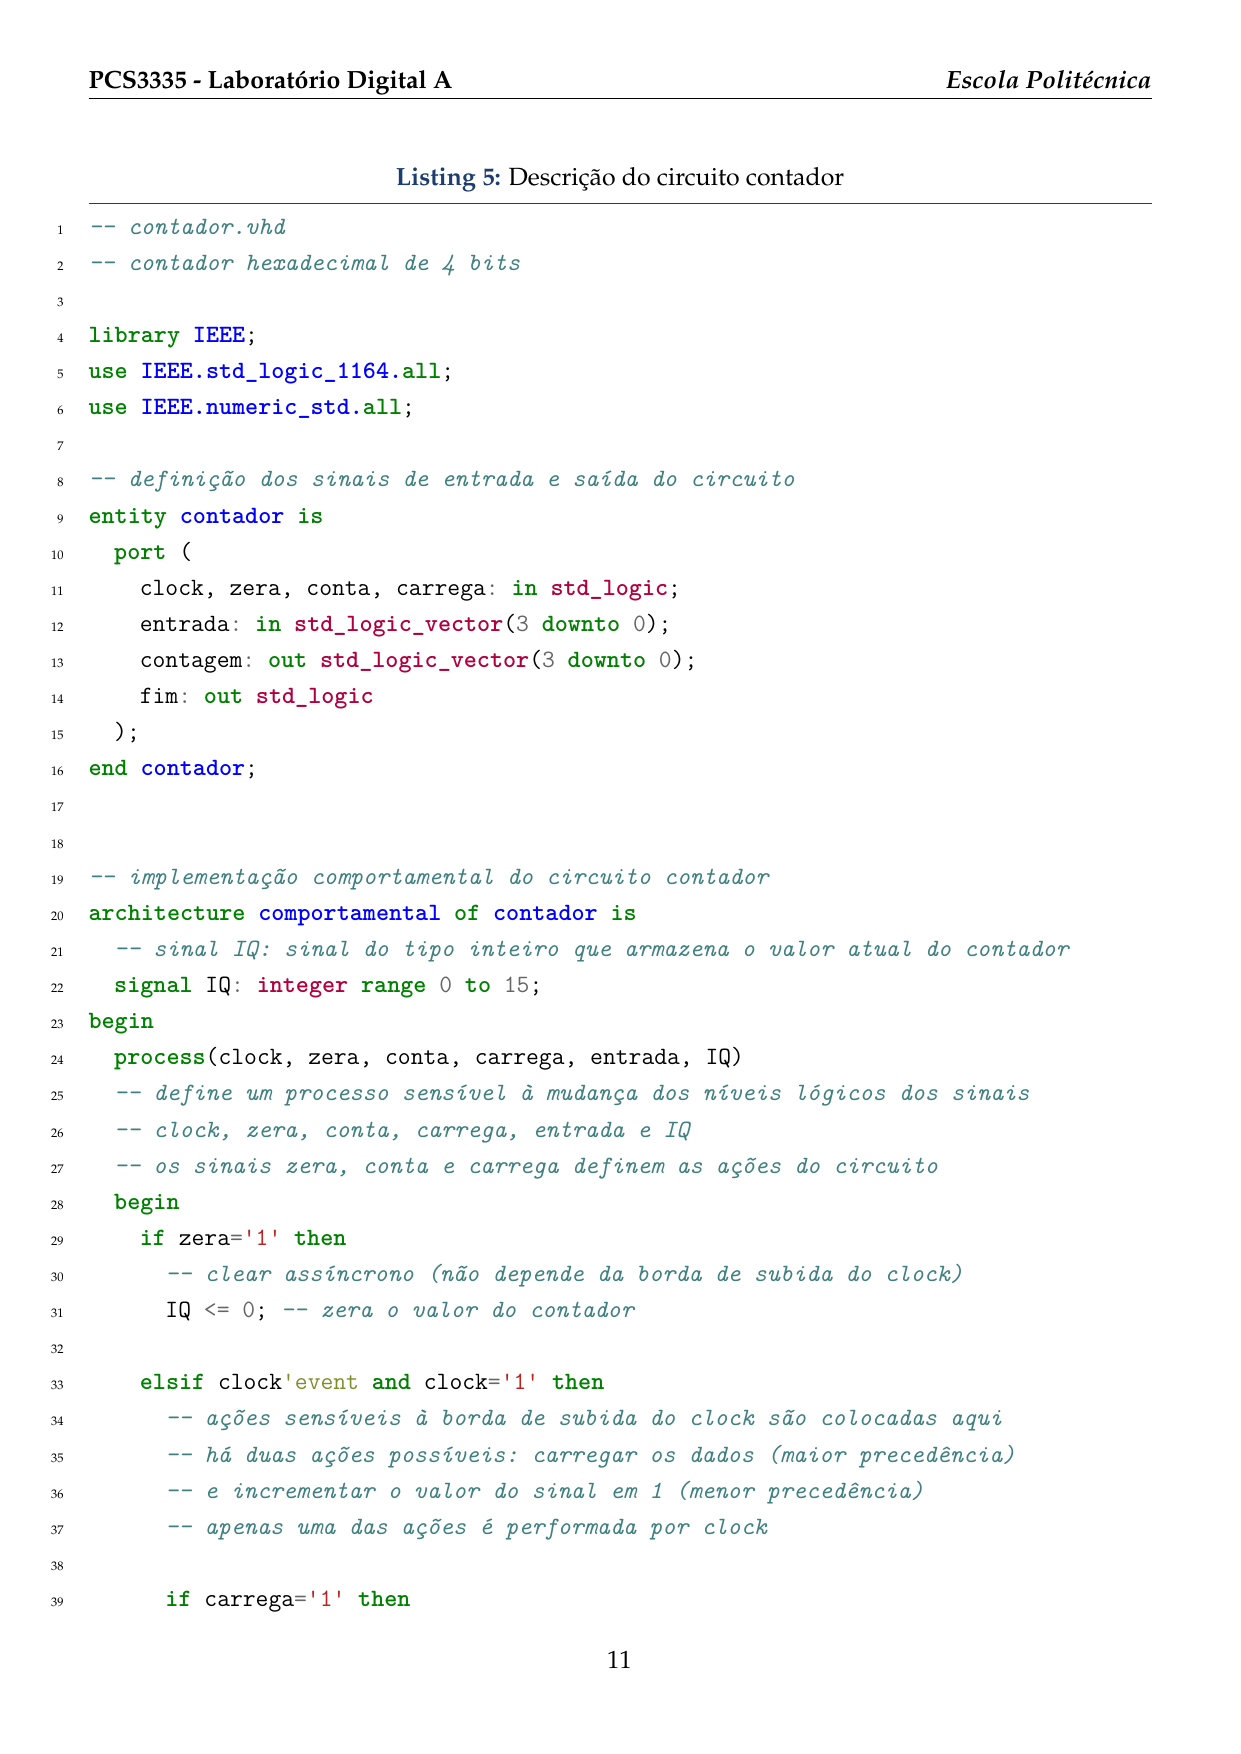 PCS3335 - Laboratório Digital A Escola Politécnica
Listing 5: Descrição do circuito contador
1 -- contador.vhd
2 -- contador hexadecimal de 4 bits
3
4 library IEEE;
5 use IEEE.std_logic_1164.all;
6 use IEEE.numeric_std.all;
7
8 -- definição dos sinais de entrada e saída do circuito
9 entity contador is
10 port (
11 clock, zera, conta, carrega: in std_logic;
12 entrada: in std_logic_vector(3 downto 0);
13 contagem: out std_logic_vector(3 downto 0);
14 fim: out std_logic
15 );
16 end contador;
17
18
19 -- implementação comportamental do circuito contador
20 architecture comportamental of contador is
21 -- sinal IQ: sinal do tipo inteiro que armazena o valor atual do contador
22 signal IQ: integer range 0 to 15;
23 begin
24 process(clock, zera, conta, carrega, entrada, IQ)
25 -- define um processo sensível à mudança dos níveis lógicos dos sinais
26 -- clock, zera, conta, carrega, entrada e IQ
27 -- os sinais zera, conta e carrega definem as ações do circuito
28 begin
29 if zera='1' then
30 -- clear assíncrono (não depende da borda de subida do clock)
31 IQ <= 0; -- zera o valor do contador
32
33 elsif clock'event and clock='1' then
34 -- ações sensíveis à borda de subida do clock são colocadas aqui
35 -- há duas ações possíveis: carregar os dados (maior precedência)
36 -- e incrementar o valor do sinal em 1 (menor precedência)
37 -- apenas uma das ações é performada por clock
38
39 if carrega='1' then
11